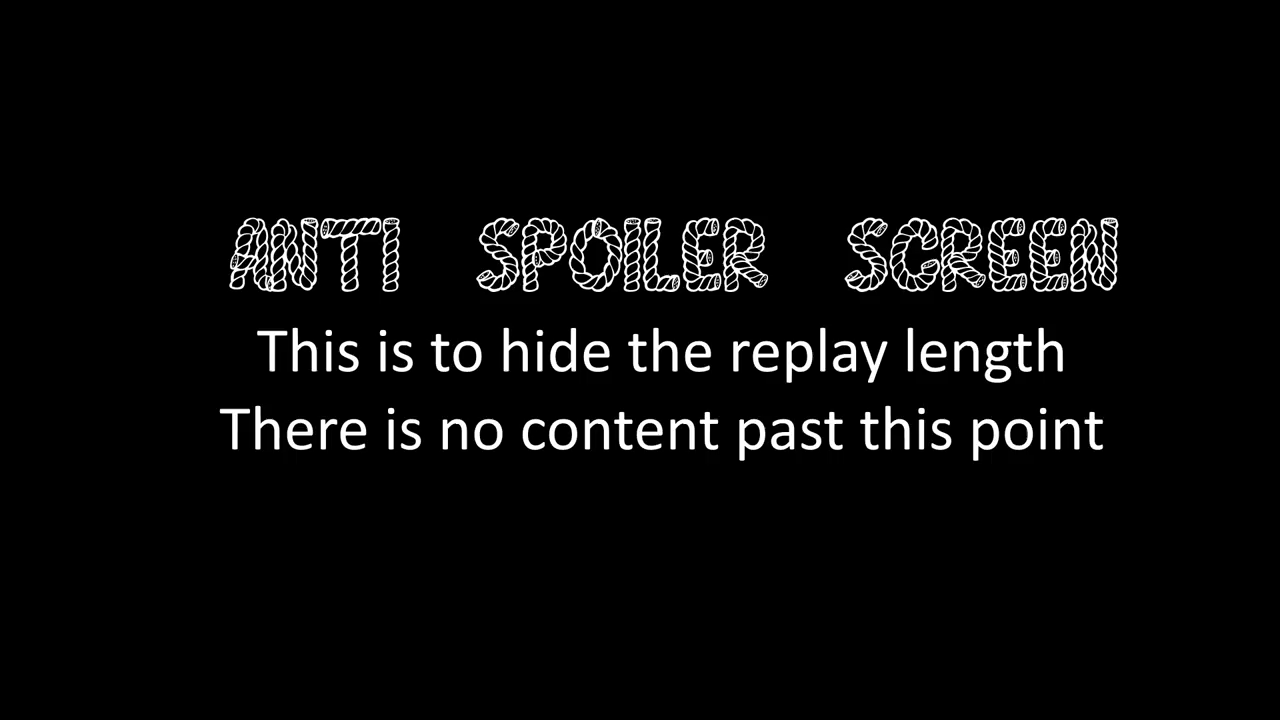 ANTI SPOILER SCREEN
This is to hide the replay length
There is no content past this point